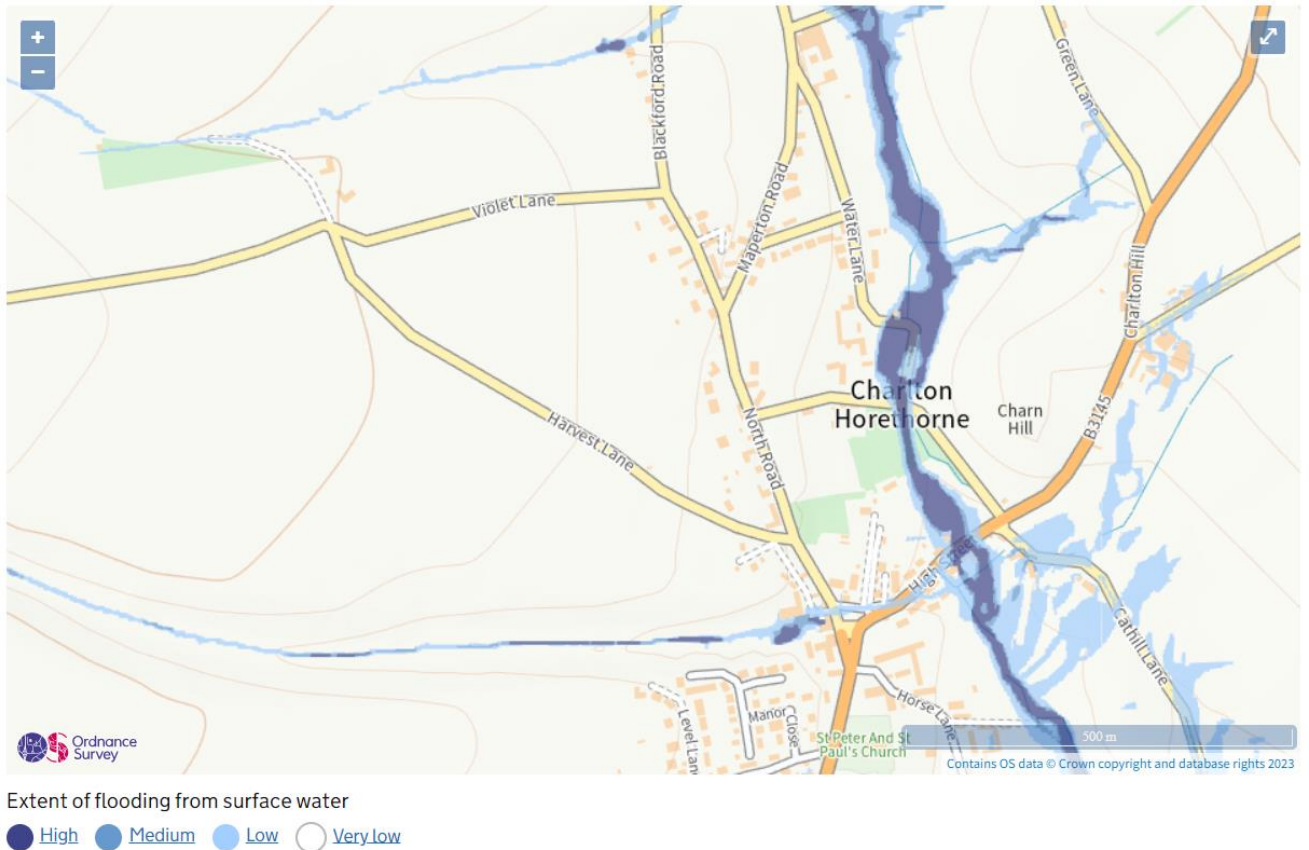 +
−
Blackford Road
Green Lane
Violet Lane
Maperton Road
Water Lane
Charlton Hill
Charlton
Horethorne
Charn
Hill
B3145
North Road
Harvest Lane
High Street
Cathill Lane
Horse Lane
Manor Close
Level Lan
St Peter And St
Paul's Church
500 m
Ordnance
Survey
Contains OS data © Crown copyright and database rights 2023
Extent of flooding from surface water
High Medium Low Very low